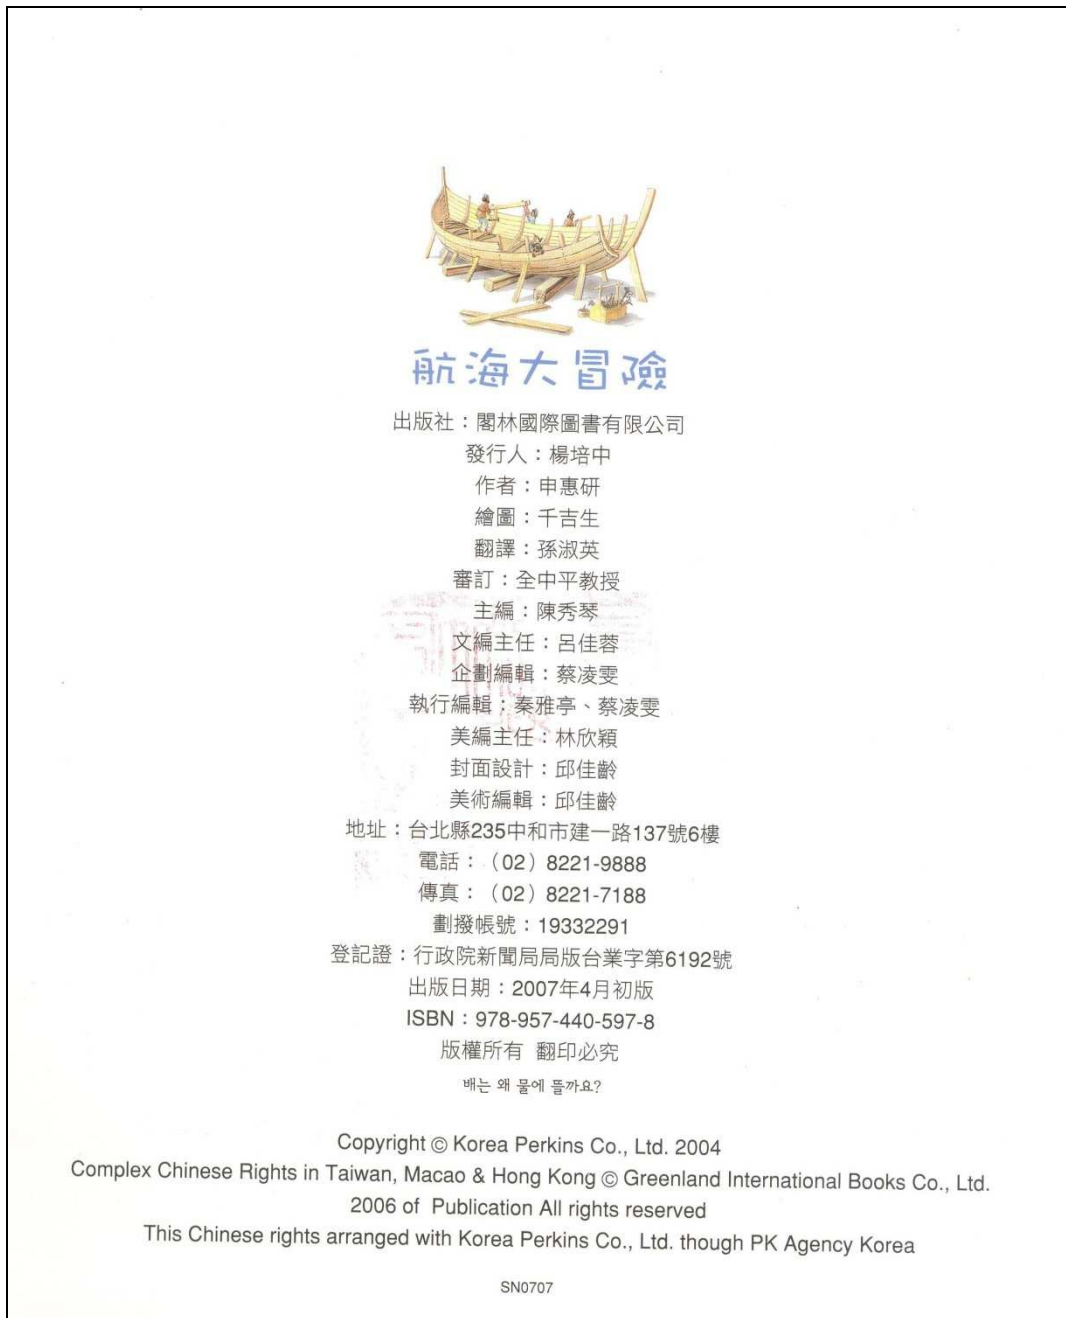 航海大冒險
出版社：閣林國際圖書有限公司
發行人：楊培中
作者：申惠研
繪圖：千吉生
翻譯：孫淑英
審訂：全中平教授
主編：陳秀琴
文編主任：呂佳蓉
企劃編輯：蔡凌雯
執行編輯：秦雅亭、蔡凌雯
美編主任：林欣穎
封面設計：邱佳齡
美術編輯：邱佳齡
地址：台北縣235中和市建一路137號6樓
電話：（02）8221-9888
傳真：（02）8221-7188
劃撥帳號：19332291
登記證：行政院新聞局局版台業字第6192號
出版日期：2007年4月初版
ISBN：978-957-440-597-8
版權所有 翻印必究
배는 왜 물에 뜰까요?
Copyright © Korea Perkins Co., Ltd. 2004
Complex Chinese Rights in Taiwan, Macao & Hong Kong © Greenland International Books Co., Ltd.
2006 of Publication All rights reserved
This Chinese rights arranged with Korea Perkins Co., Ltd. though PK Agency Korea
SN0707